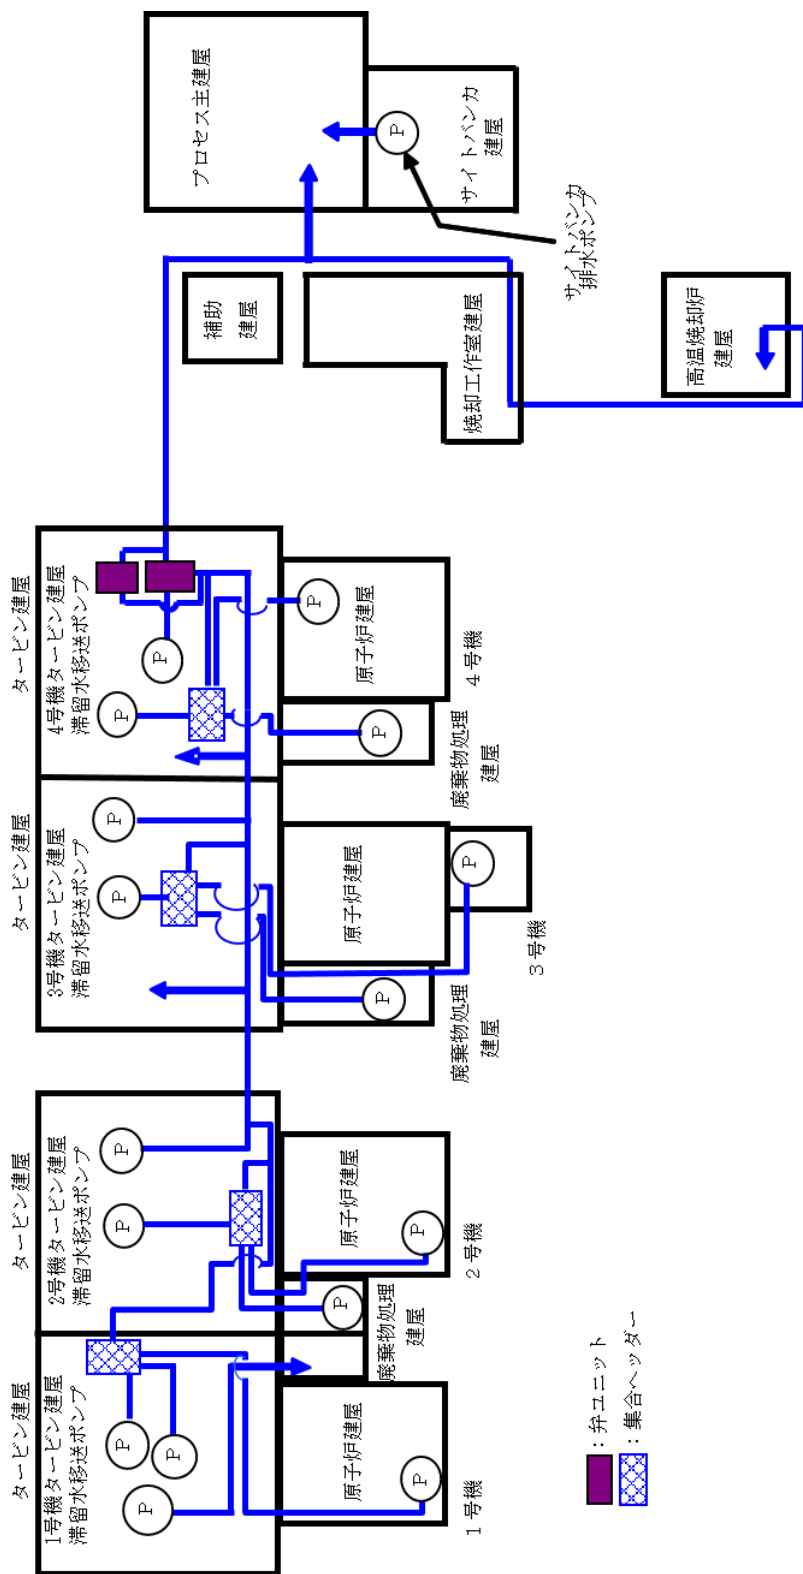 タービン建屋
1号機タービン建屋
滞留水移送ポンプ
P
P
P
原子炉建屋
P
1号機
廃棄物処理
建屋
タービン建屋
2号機タービン建屋
滞留水移送ポンプ
P
P
P
原子炉建屋
P
2号機
タービン建屋
3号機タービン建屋
滞留水移送ポンプ
P
P
P
廃棄物処理
建屋
原子炉建屋
P
3号機
タービン建屋
4号機タービン建屋
滞留水移送ポンプ
P
P
P
廃棄物処理
建屋
原子炉建屋
P
4号機
補助
建屋
焼却工作室建屋
高温焼却炉
建屋
プロセス主建屋
サイトバンカ
建屋
P
サイトバンカ
排水ポンプ
：弁ユニット
：集合ヘッダー